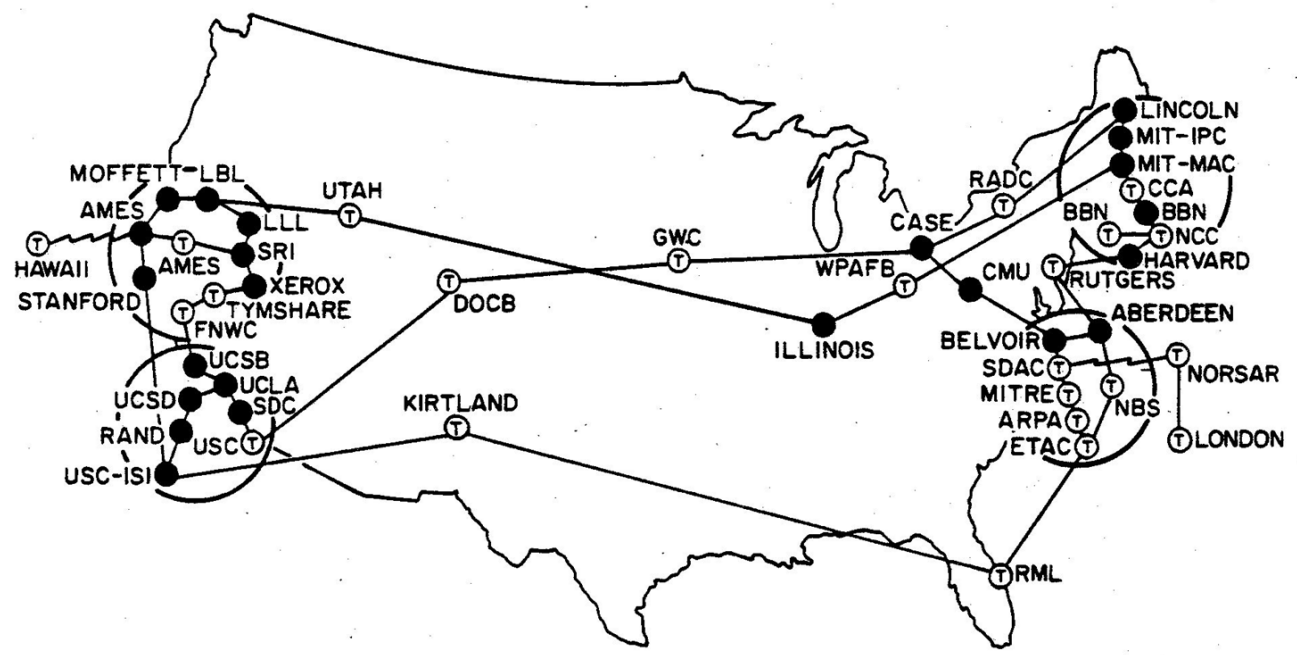 LINCOLN
MIT-IPC
MIT-MAC
MOFFETT LBL
UTAH
RADC
CCA
AMES
LLL
CASE
BBN
BBN
T
T
T
T
T
T
NCC
HAWAII
AMES
SRI
GWC
WPAFB
CMU
HARVARD
T
T
T
T
RUTGERS
STANFORD
XEROX
DOCB
T
TYMSHARE
T
FNWC
ILLINOIS
BELVOIR
ABERDEEN
UCSB
SDAC
T
T
NORSAR
UCSD
UCLA
MITRE
T
T
NBS
SDC
KIRTLAND
T
ARPA
T
RAND
USC
T
ETAC
T
T
LONDON
USC-ISI
T
RML